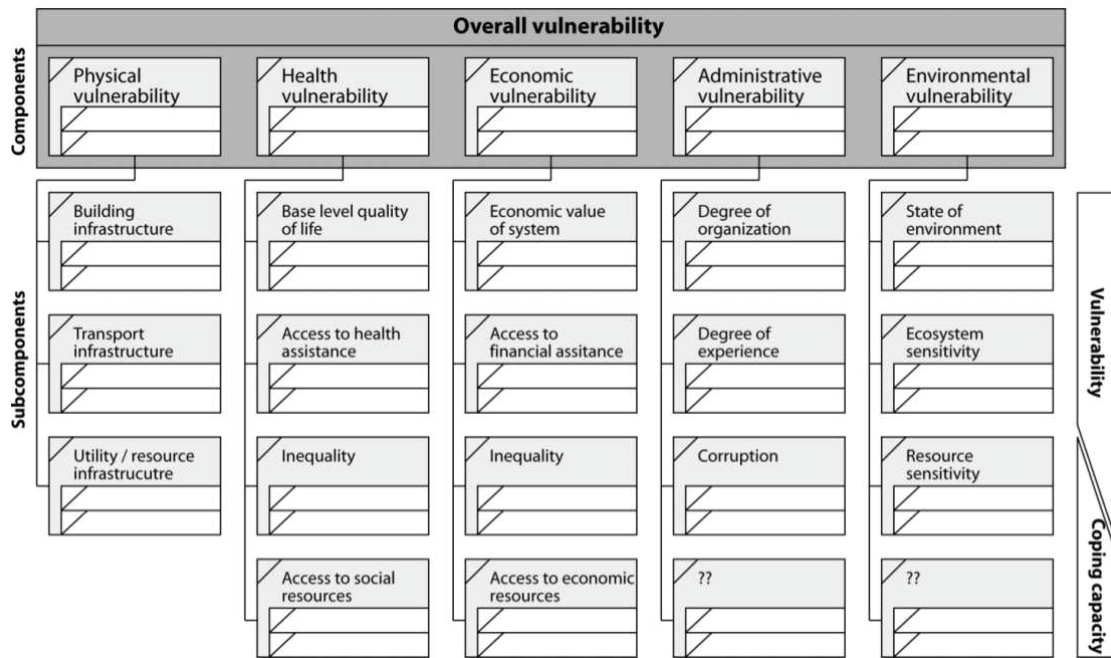 Overall vulnerability
Components
Physical
vulnerability
Health
vulnerability
Economic
vulnerability
Administrative
vulnerability
Environmental
vulnerability
Subcomponents
Building
infrastructure
Base level quality
of life
Economic value
of system
Degree of
organization
State of
environment
Transport
infrastructure
Access to health
assistance
Access to
financial assitance
Degree of
experience
Ecosystem
sensitivity
Utility / resource
infrastrucutre
Inequality
Inequality
Corruption
Resource
sensitivity
Access to social
resources
Access to economic
resources
??
??
Vulnerability
Coping capacity